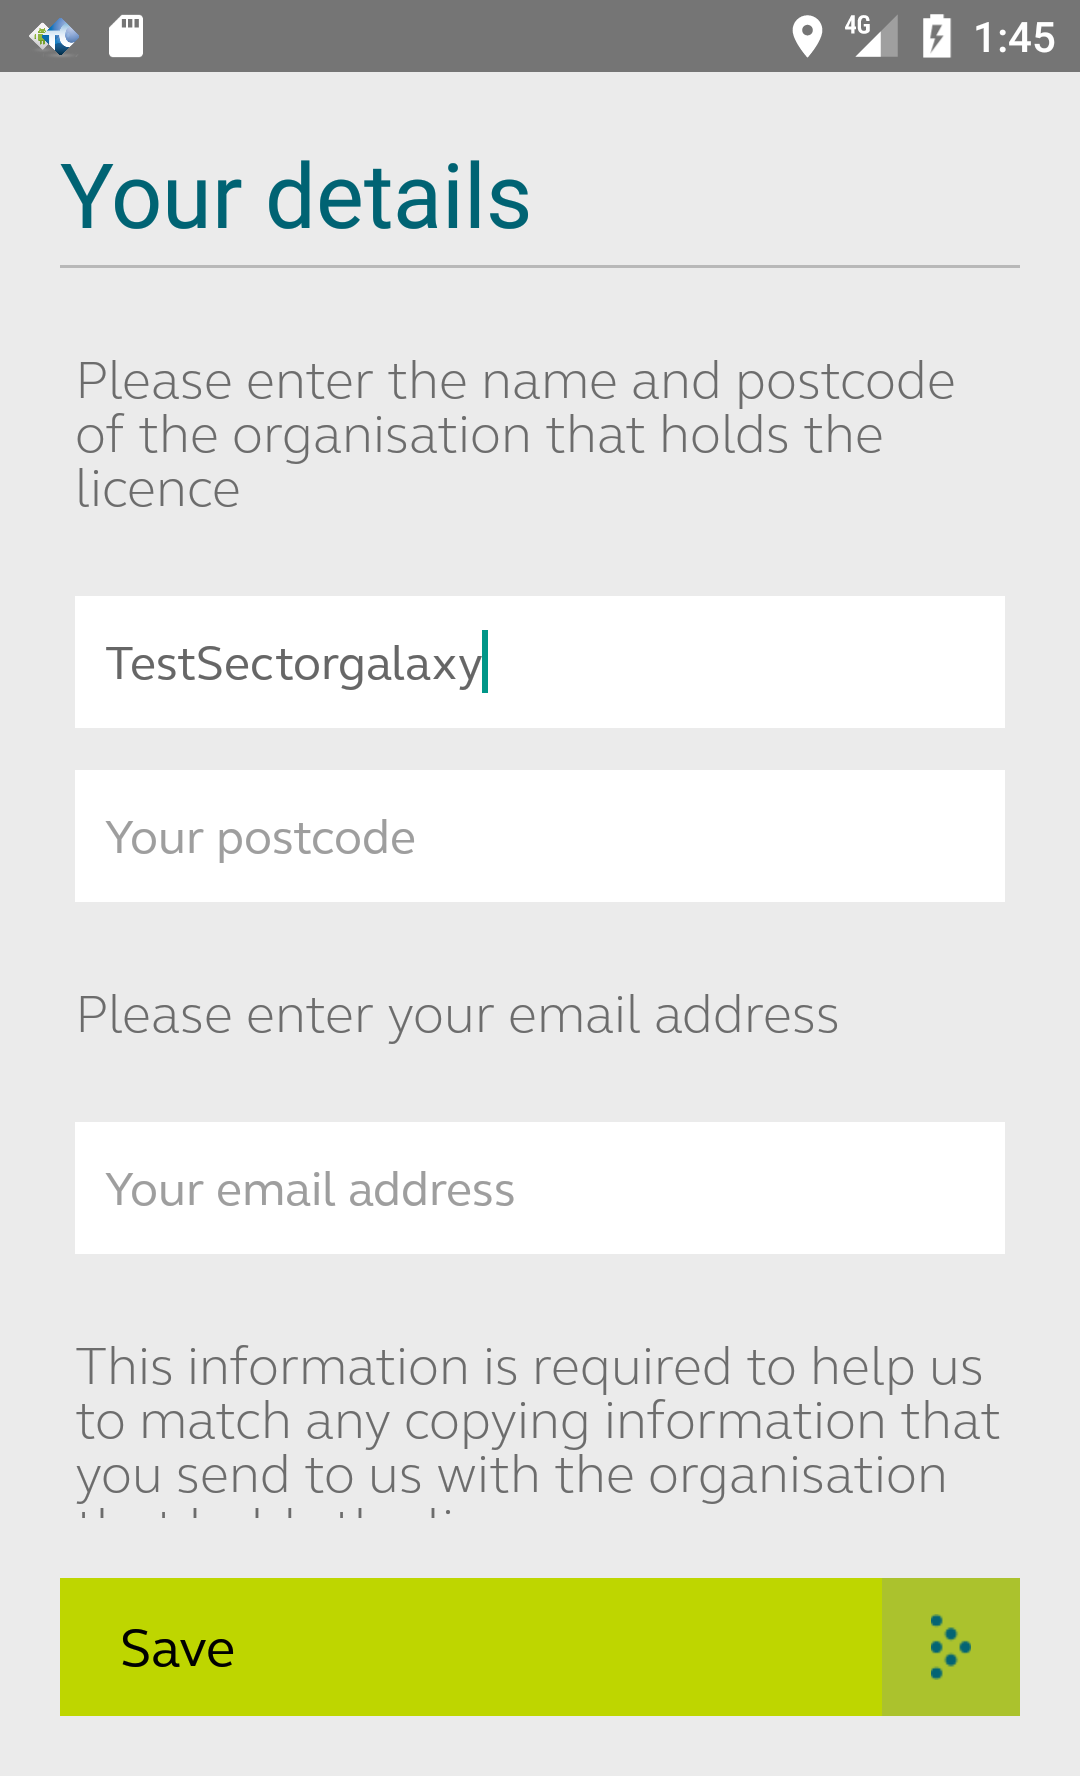 4G 1:45
Your details
Please enter the name and postcode
of the organisation that holds the
licence
TestSectorgalaxy
Your postcode
Please enter your email address
Your email address
This information is required to help us
to match any copying information that
you send to us with the organisation
Save